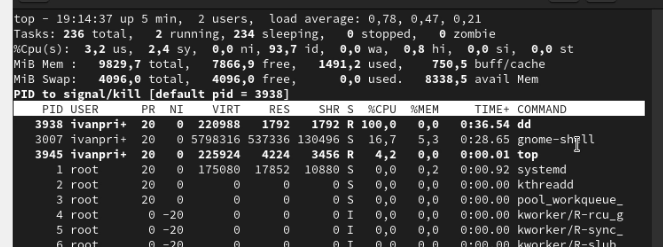 top - 19:14:37 up 5 min,  2 users,  load average: 0,78, 0,47, 0,21
Tasks: 236 total,   2 running, 234 sleeping,   0 stopped,   0 zombie
%Cpu(s):  3,2 us,  2,4 sy,  0,0 ni, 93,7 id,  0,0 wa,  0,8 hi,  0,0 si,  0,0 st
MiB Mem :   9829,7 total,   7866,9 free,   1491,2 used,    750,5 buff/cache
MiB Swap:   4096,0 total,   4096,0 free,      0,0 used.   8338,5 avail Mem
PID to signal/kill [default pid = 3938]
PID USER      PR  NI    VIRT    RES    SHR S  %CPU  %MEM     TIME+ COMMAND
3938 ivanpri+  20   0  220988   1792   1792 R 100,0   0,0   0:36.54 dd
3007 ivanpri+  20   0 5798316 537336 130496 S  16,7   5,3   0:28.65 gnome-shell
3945 ivanpri+  20   0  225924   4224   3456 R   4,2   0,0   0:00.01 top
1 root      20   0  175080  17852  10880 S   0,0   0,2   0:00.92 systemd
2 root      20   0       0      0      0 S   0,0   0,0   0:00.00 kthreadd
3 root      20   0       0      0      0 S   0,0   0,0   0:00.00 pool_workqueue_
4 root       0 -20       0      0      0 I   0,0   0,0   0:00.00 kworker/R-rcu_g
5 root       0 -20       0      0      0 I   0,0   0,0   0:00.00 kworker/R-sync_
6 root       0 -20       0      0      0 I   0,0   0,0   0:00.00 kworker/R-slub_